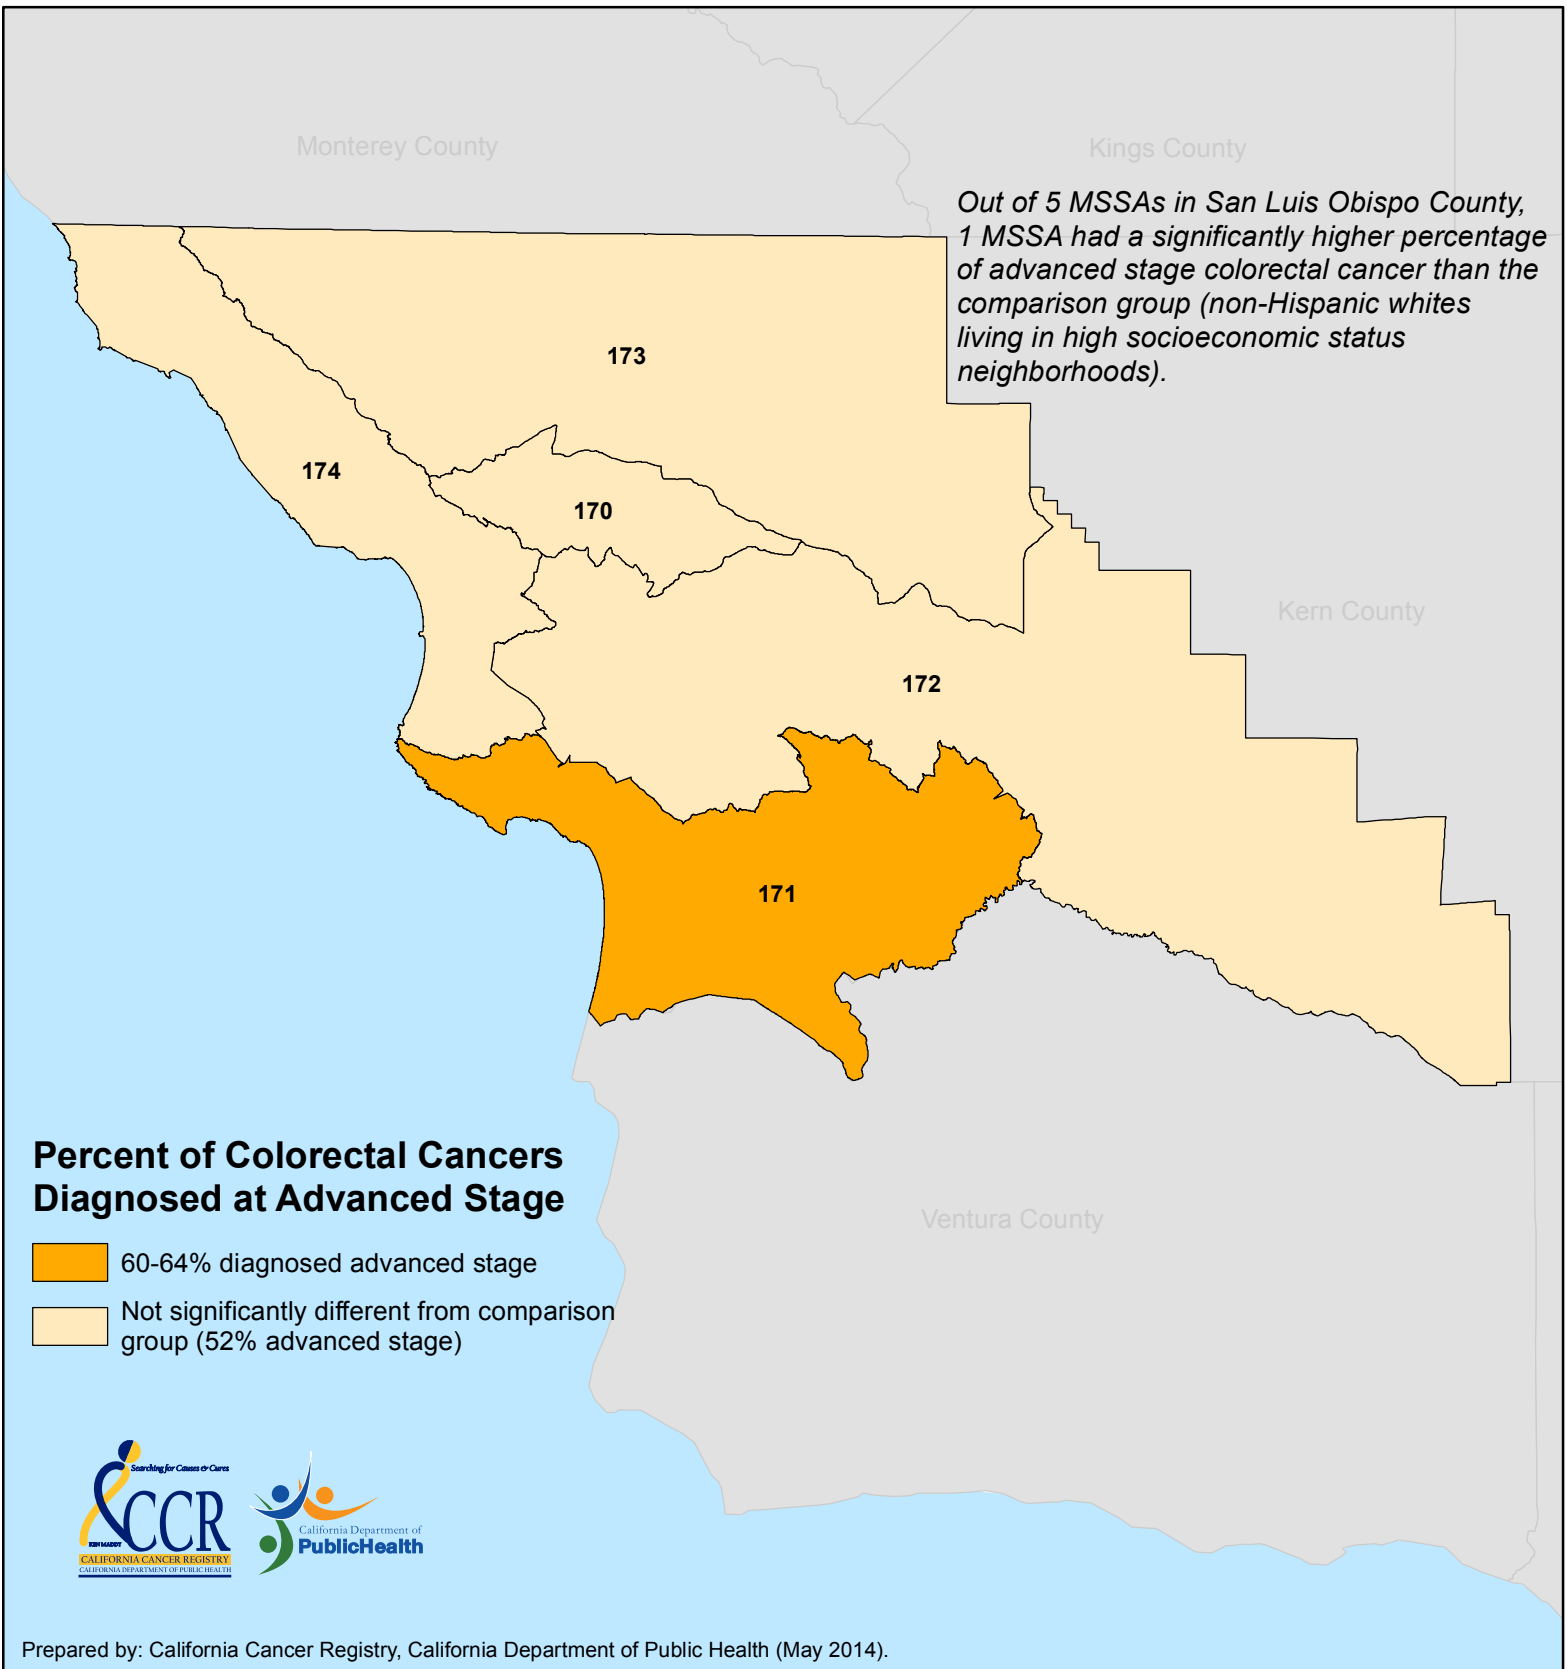 Monterey County
Kings County
Out of 5 MSSAs in San Luis Obispo County,
1 MSSA had a significantly higher percentage
of advanced stage colorectal cancer than the
comparison group (non-Hispanic whites
living in high socioeconomic status
neighborhoods).
173
174
170
Kern County
172
171
Percent of Colorectal Cancers
Diagnosed at Advanced Stage
Ventura County
60-64% diagnosed advanced stage
Not significantly different from comparison
group (52% advanced stage)
Searching for Causes & Cures
CCR
KEN MADDY
CALIFORNIA CANCER REGISTRY
CALIFORNIA DEPARTMENT OF PUBLIC HEALTH
California Department of
PublicHealth
Prepared by: California Cancer Registry, California Department of Public Health (May 2014).